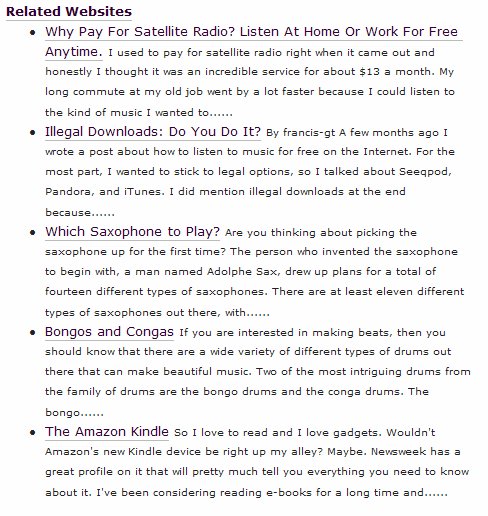 Related Websites
Why Pay For Satellite Radio? Listen At Home Or Work For Free
Anytime. I used to pay for satellite radio right when it came out and
honestly I thought it was an incredible service for about $13 a month. My
long commute at my old job went by a lot faster because I could listen to
the kind of music I wanted to......
Illegal Downloads: Do You Do It? By francis-gt A few months ago I
wrote a post about how to listen to music for free on the Internet. For the
most part, I wanted to stick to legal options, so I talked about Seeqpod,
Pandora, and iTunes. I did mention illegal downloads at the end
because......
Which Saxophone to Play? Are you thinking about picking the
saxophone up for the first time? The person who invented the saxophone
to begin with, a man named Adolphe Sax, drew up plans for a total of
fourteen different types of saxophones. There are at least eleven different
types of saxophones out there, with......
Bongos and Congas If you are interested in making beats, then you
should know that there are a wide variety of different types of drums out
there that can make beautiful music. Two of the most intriguing drums from
the family of drums are the bongo drums and the conga drums. The
bongo......
The Amazon Kindle So I love to read and I love gadgets. Wouldn't
Amazon's new Kindle device be right up my alley? Maybe. Newsweek has a
great profile on it that will pretty much tell you everything you need to know
about it. I've been considering reading e-books for a long time and......